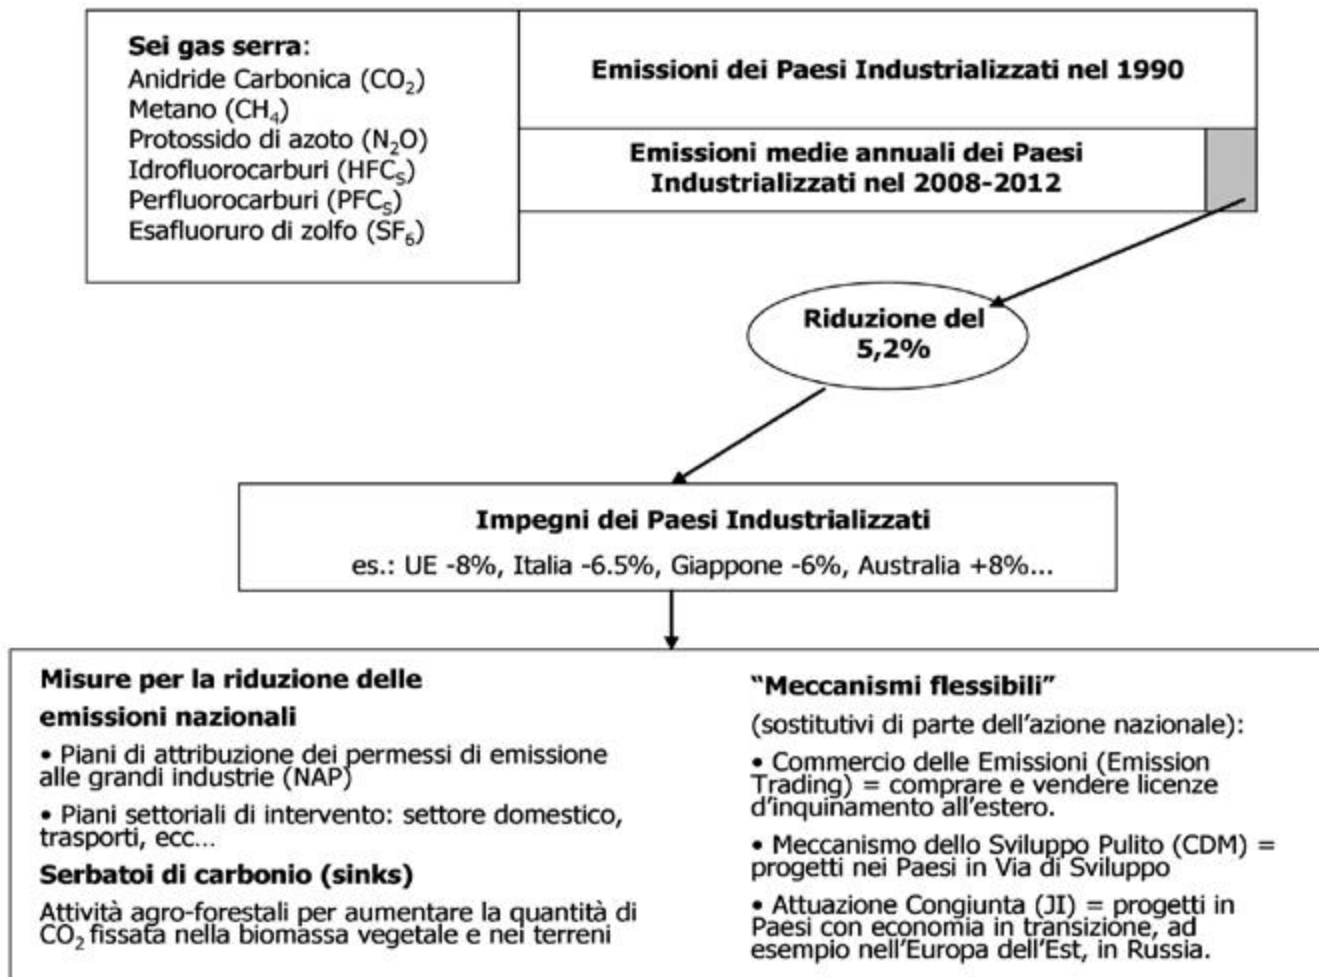 Sei gas serra:
Anidride Carbonica (CO₂)
Metano (CH₄)
Protossido di azoto (N₂O)
Idrofluorocarburi (HFCₛ)
Perfluorocarburi (PFCₛ)
Esafluoruro di zolfo (SF₆)
Emissioni dei Paesi Industrializzati nel 1990
Emissioni medie annuali dei Paesi
Industrializzati nel 2008-2012
Riduzione del
5,2%
Impegni dei Paesi Industrializzati
es.: UE -8%, Italia -6.5%, Giappone -6%, Australia +8%...
Misure per la riduzione delle
emissioni nazionali
• Piani di attribuzione dei permessi di emissione
alle grandi industrie (NAP)
• Piani settoriali di intervento: settore domestico,
trasporti, ecc...
Serbatoi di carbonio (sinks)
Attività agro-forestali per aumentare la quantità di
CO₂ fissata nella biomassa vegetale e nei terreni
“Meccanismi flessibili”
(sostitutivi di parte dell’azione nazionale):
• Commercio delle Emissioni (Emission
Trading) = comprare e vendere licenze
d’inquinamento all’estero.
• Meccanismo dello Sviluppo Pulito (CDM) =
progetti nei Paesi in Via di Sviluppo
• Attuazione Congiunta (JI) = progetti in
Paesi con economia in transizione, ad
esempio nell’Europa dell’Est, in Russia.